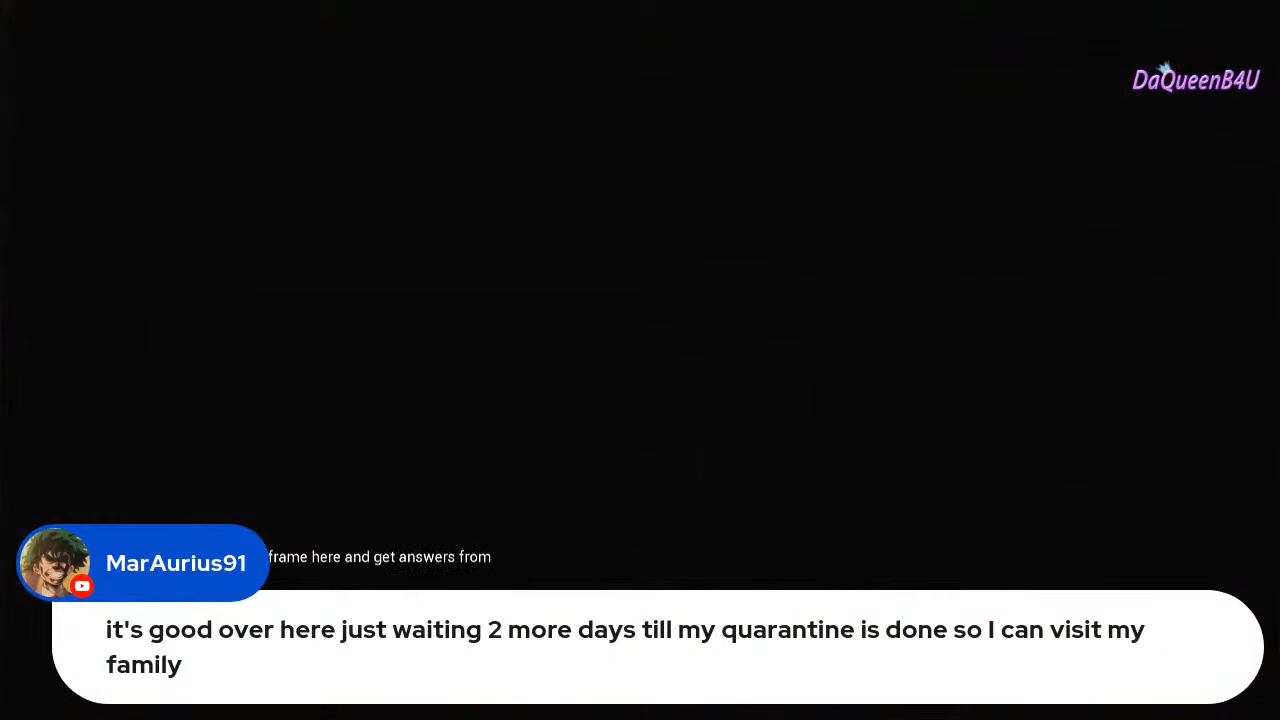 DaQueenB4U
frame here and get answers from
MarAurius91
it's good over here just waiting 2 more days till my quarantine is done so I can visit my
family